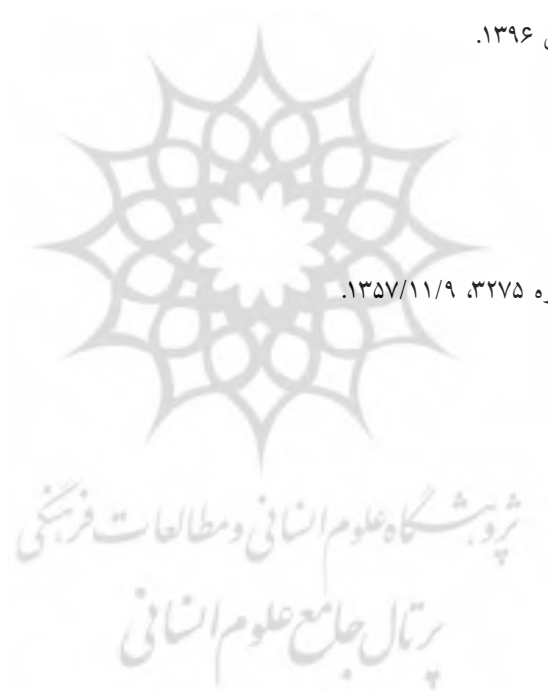 ۱۳۹۶.
ه ۳۲۷۵، ۱۳۵۷/۱۱/۹.
پژوهشگاه علوم انسانی و مطالعات فرهنگی
پرتال جامع علوم انسانی